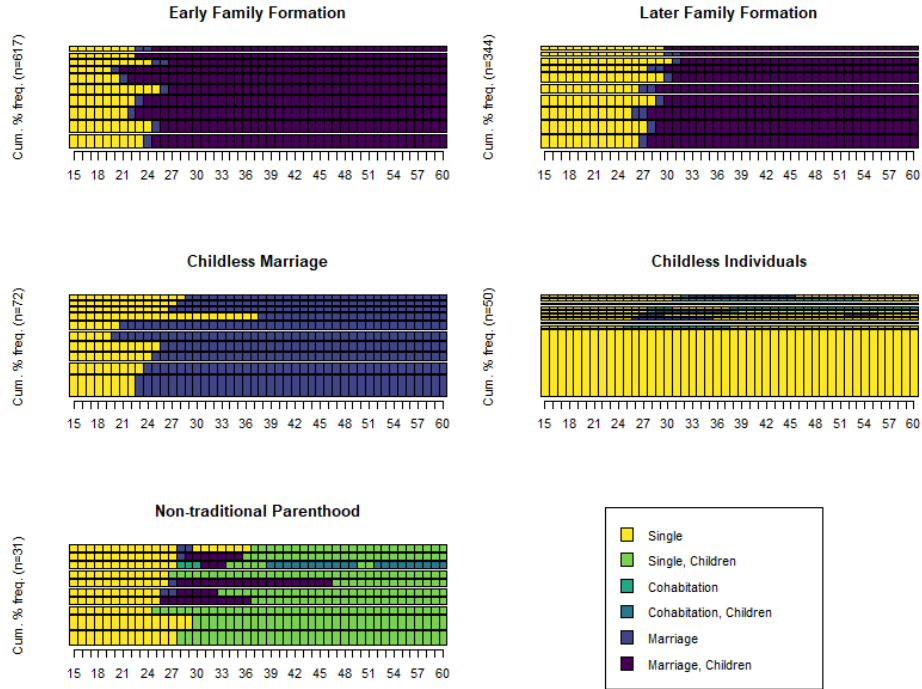 Early Family Formation
Cum. % freq. (n=617)
15 18 21 24 27 30 33 36 39 42 45 48 51 54 57 60
Later Family Formation
Cum. % freq. (n=344)
15 18 21 24 27 30 33 36 39 42 45 48 51 54 57 60
Childless Marriage
Cum. % freq. (n=72)
15 18 21 24 27 30 33 36 39 42 45 48 51 54 57 60
Childless Individuals
Cum. % freq. (n=50)
15 18 21 24 27 30 33 36 39 42 45 48 51 54 57 60
Non-traditional Parenthood
Cum. % freq. (n=31)
15 18 21 24 27 30 33 36 39 42 45 48 51 54 57 60
Single
Single, Children
Cohabitation
Cohabitation, Children
Marriage
Marriage, Children